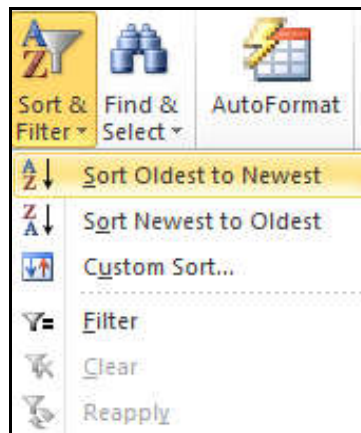 Sort & Find & AutoFormat
Filter Select
Sort Oldest to Newest
Sort Newest to Oldest
Custom Sort...
Filter
Clear
Reapply